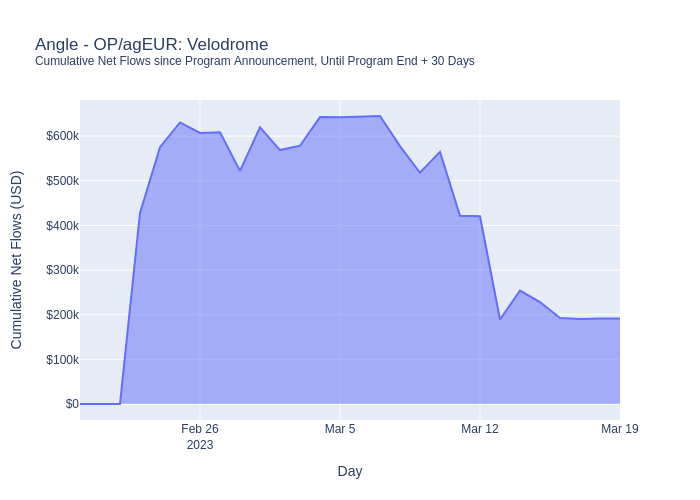 Angle - OP/agEUR: Velodrome
Cumulative Net Flows since Program Announcement, Until Program End + 30 Days
Cumulative Net Flows (USD)
$600k
$500k
$400k
$300k
$200k
$100k
$0
Feb 26
2023
Mar 5
Mar 12
Mar 19
Day